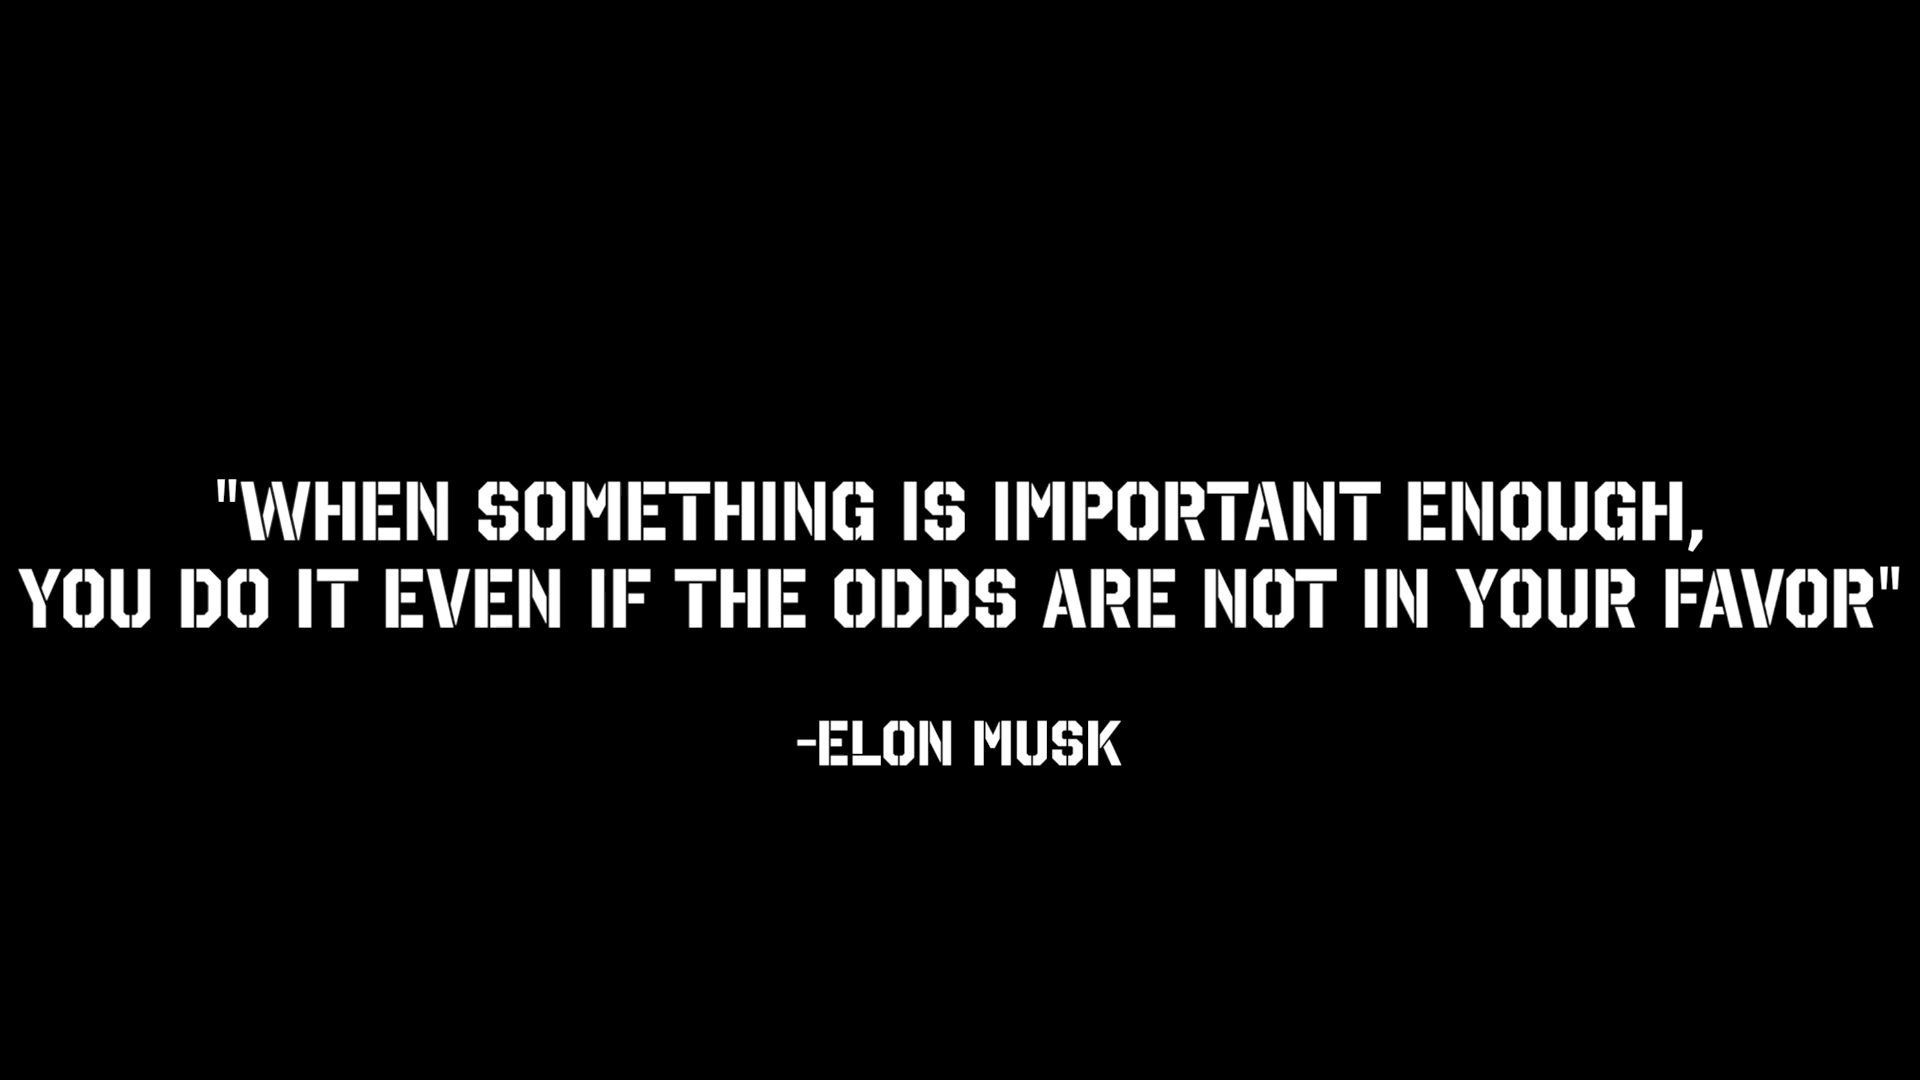 "WHEN SOMETHING IS IMPORTANT ENOUGH,
YOU DO IT EVEN IF THE ODDS ARE NOT IN YOUR FAVOR"
-ELON MUSK